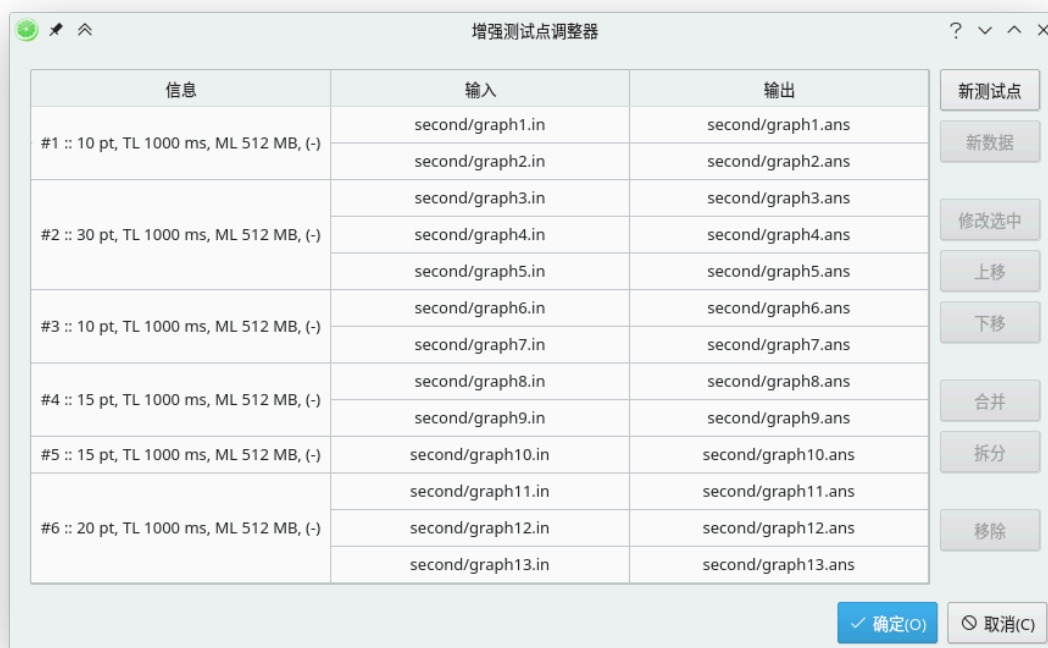 增强测试点调整器
信息 输入 输出
新测试点
#1 :: 10 pt, TL 1000 ms, ML 512 MB, (-)
second/graph1.in second/graph1.ans
second/graph2.in second/graph2.ans
新数据
#2 :: 30 pt, TL 1000 ms, ML 512 MB, (-)
second/graph3.in second/graph3.ans
second/graph4.in second/graph4.ans
second/graph5.in second/graph5.ans
修改选中
上移
#3 :: 10 pt, TL 1000 ms, ML 512 MB, (-)
second/graph6.in second/graph6.ans
second/graph7.in second/graph7.ans
下移
#4 :: 15 pt, TL 1000 ms, ML 512 MB, (-)
second/graph8.in second/graph8.ans
second/graph9.in second/graph9.ans
合并
#5 :: 15 pt, TL 1000 ms, ML 512 MB, (-)
second/graph10.in second/graph10.ans
拆分
#6 :: 20 pt, TL 1000 ms, ML 512 MB, (-)
second/graph11.in second/graph11.ans
second/graph12.in second/graph12.ans
second/graph13.in second/graph13.ans
移除
确定(O) 取消(C)